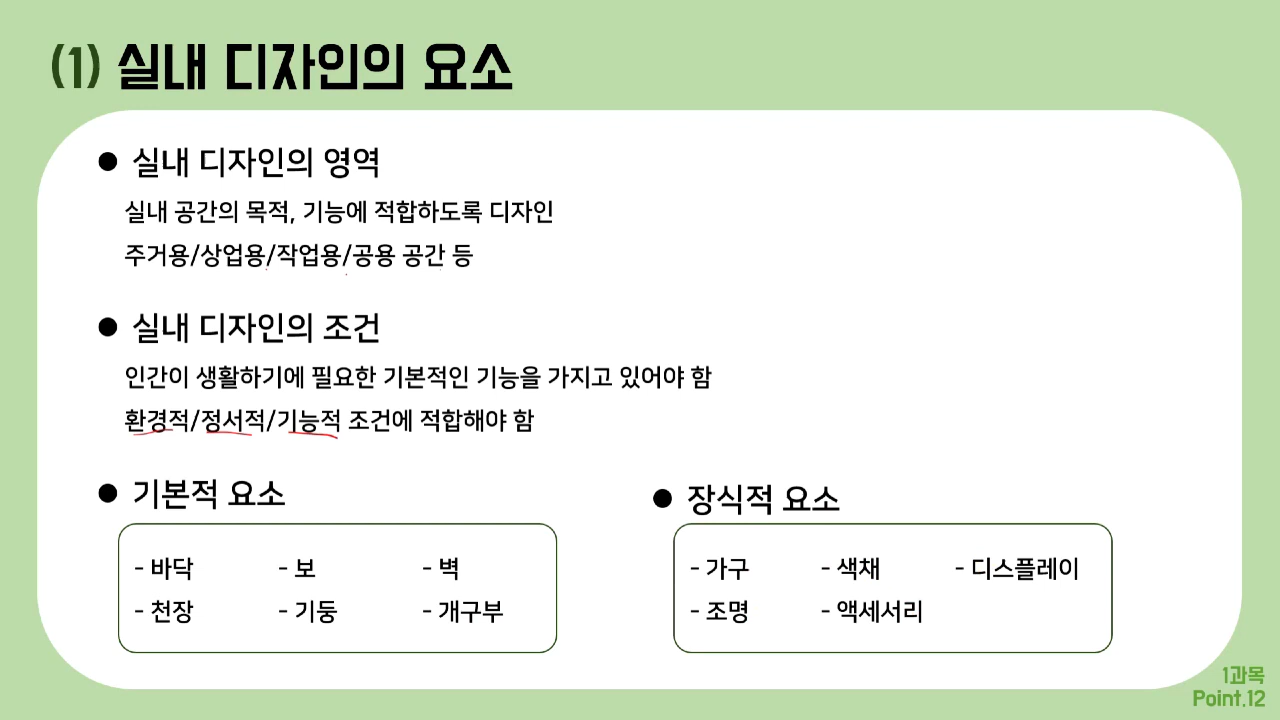 (1) 실내 디자인의 요소
● 실내 디자인의 영역
실내 공간의 목적, 기능에 적합하도록 디자인
주거용/상업용/작업용/공용 공간 등
● 실내 디자인의 조건
인간이 생활하기에 필요한 기본적인 기능을 가지고 있어야 함
환경적/정서적/기능적 조건에 적합해야 함
● 기본적 요소
- 바닥 - 보 - 벽
- 천장 - 기둥 - 개구부
● 장식적 요소
- 가구 - 색채 - 디스플레이
- 조명 - 액세서리
1과목
Point.12